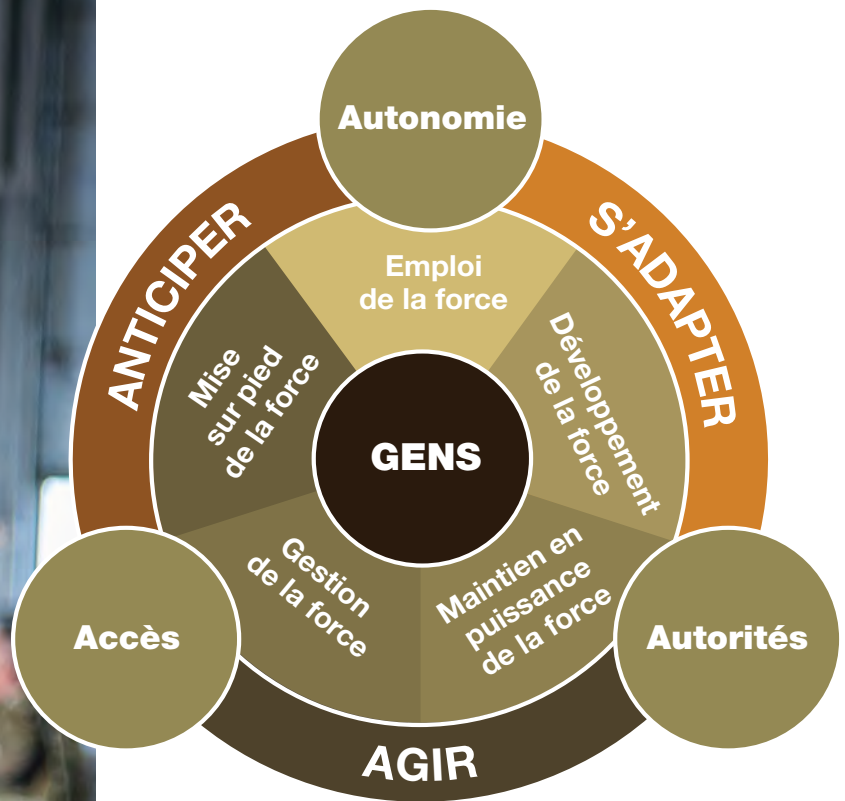 Autonomie
ANTICIPER
S'ADAPTER
Emploi
de la force
Mise
sur pied
de la force
Développement
de la force
GENS
Gestion
de la force
Maintien en
puissance
de la force
Accès
Autorités
AGIR